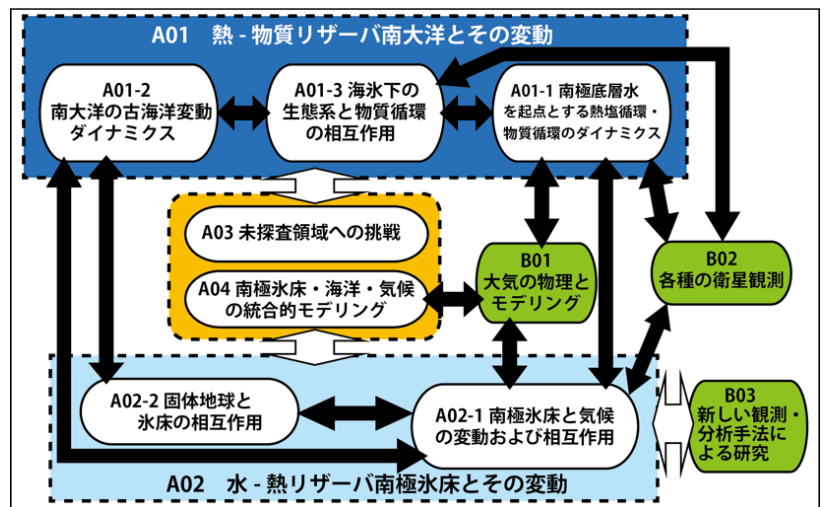 A01 熱 - 物質リザーバ南大洋とその変動
A01-2
南大洋の古海洋変動
ダイナミクス
A01-3 海氷下の
生態系と物質循環
の相互作用
A01-1 南極底層水
を起点とする熱塩循環・
物質循環のダイナミクス
A03 未探査領域への挑戦
A04 南極氷床・海洋・気候
の統合的モデリング
B01
大気の物理と
モデリング
B02
各種の衛星観測
A02-2 固体地球と
氷床の相互作用
A02-1 南極氷床と気候
の変動および相互作用
B03
新しい観測・
分析手法に
よる研究
A02 水 - 熱リザーバ南極氷床とその変動